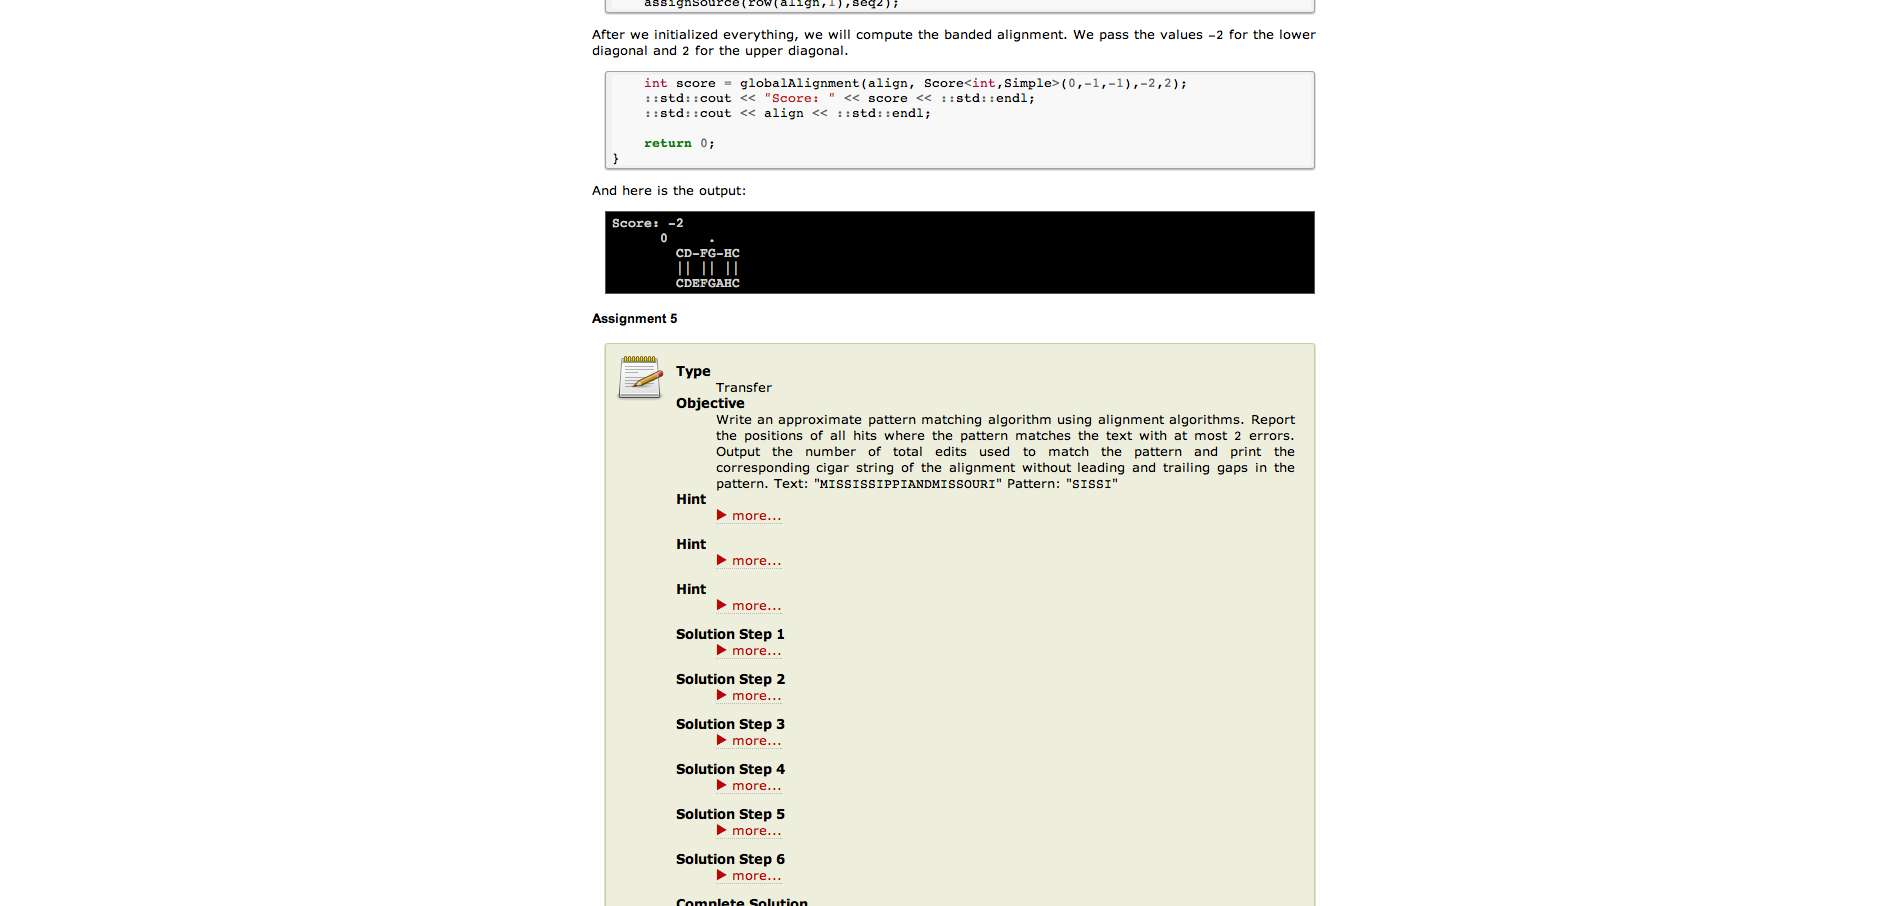 assignSource(row(align,1),seq2);
After we initialized everything, we will compute the banded alignment. We pass the values -2 for the lower
diagonal and 2 for the upper diagonal.
int score = globalAlignment(align, Score<int,Simple>(0,-1,-1),-2,2);
::std::cout << "Score: " << score << ::std::endl;
::std::cout << align << ::std::endl;
return 0;
}
And here is the output:
Score: -2
0     .
CD-FG-HC
|| || ||
CDEFGAHC
Assignment 5
Type
Transfer
Objective
Write an approximate pattern matching algorithm using alignment algorithms. Report
the positions of all hits where the pattern matches the text with at most 2 errors.
Output the number of total edits used to match the pattern and print the
corresponding cigar string of the alignment without leading and trailing gaps in the
pattern. Text: "MISSISSIPPIANDMISSOURI" Pattern: "SISSI"
Hint
more...
Hint
more...
Hint
more...
Solution Step 1
more...
Solution Step 2
more...
Solution Step 3
more...
Solution Step 4
more...
Solution Step 5
more...
Solution Step 6
more...
Complete Solution